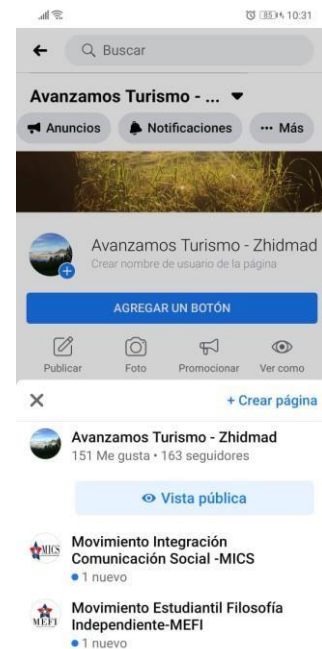 10:31
Buscar
Avanzamos Turismo - ...
Anuncios Notificaciones ··· Más
Avanzamos Turismo - Zhidmad
Crear nombre de usuario de la página
AGREGAR UN BOTÓN
Publicar Foto Promocionar Ver como
+ Crear página
Avanzamos Turismo - Zhidmad
151 Me gusta • 163 seguidores
Vista pública
MICS
Movimiento Integración
Comunicación Social -MICS
• 1 nuevo
MEFI
Movimiento Estudiantil Filosofía
Independiente-MEFI
• 1 nuevo